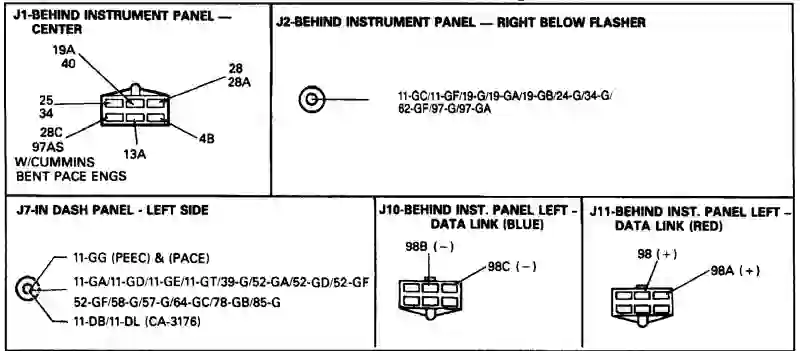 J1-BEHIND INSTRUMENT PANEL —
CENTER
19A
40
28
28A
25
34
28C
97AS
4B
13A
W/CUMMINS
BENT PACE ENGS
J2-BEHIND INSTRUMENT PANEL — RIGHT BELOW FLASHER
11-GC/11-GF/19-G/19-GA/19-GB/24-G/34-G/
62-GF/97-G/97-GA
J7-IN DASH PANEL - LEFT SIDE
11-GG (PEEC) & (PACE)
11-GA/11-GD/11-GE/11-GT/39-G/52-GA/52-GD/52-GF
52-GF/58-G/57-G/64-GC/78-GB/85-G
11-DB/11-DL (CA-3176)
J10-BEHIND INST. PANEL LEFT -
DATA LINK (BLUE)
98B (−)
98C (−)
J11-BEHIND INST. PANEL LEFT -
DATA LINK (RED)
98 (+)
98A (+)